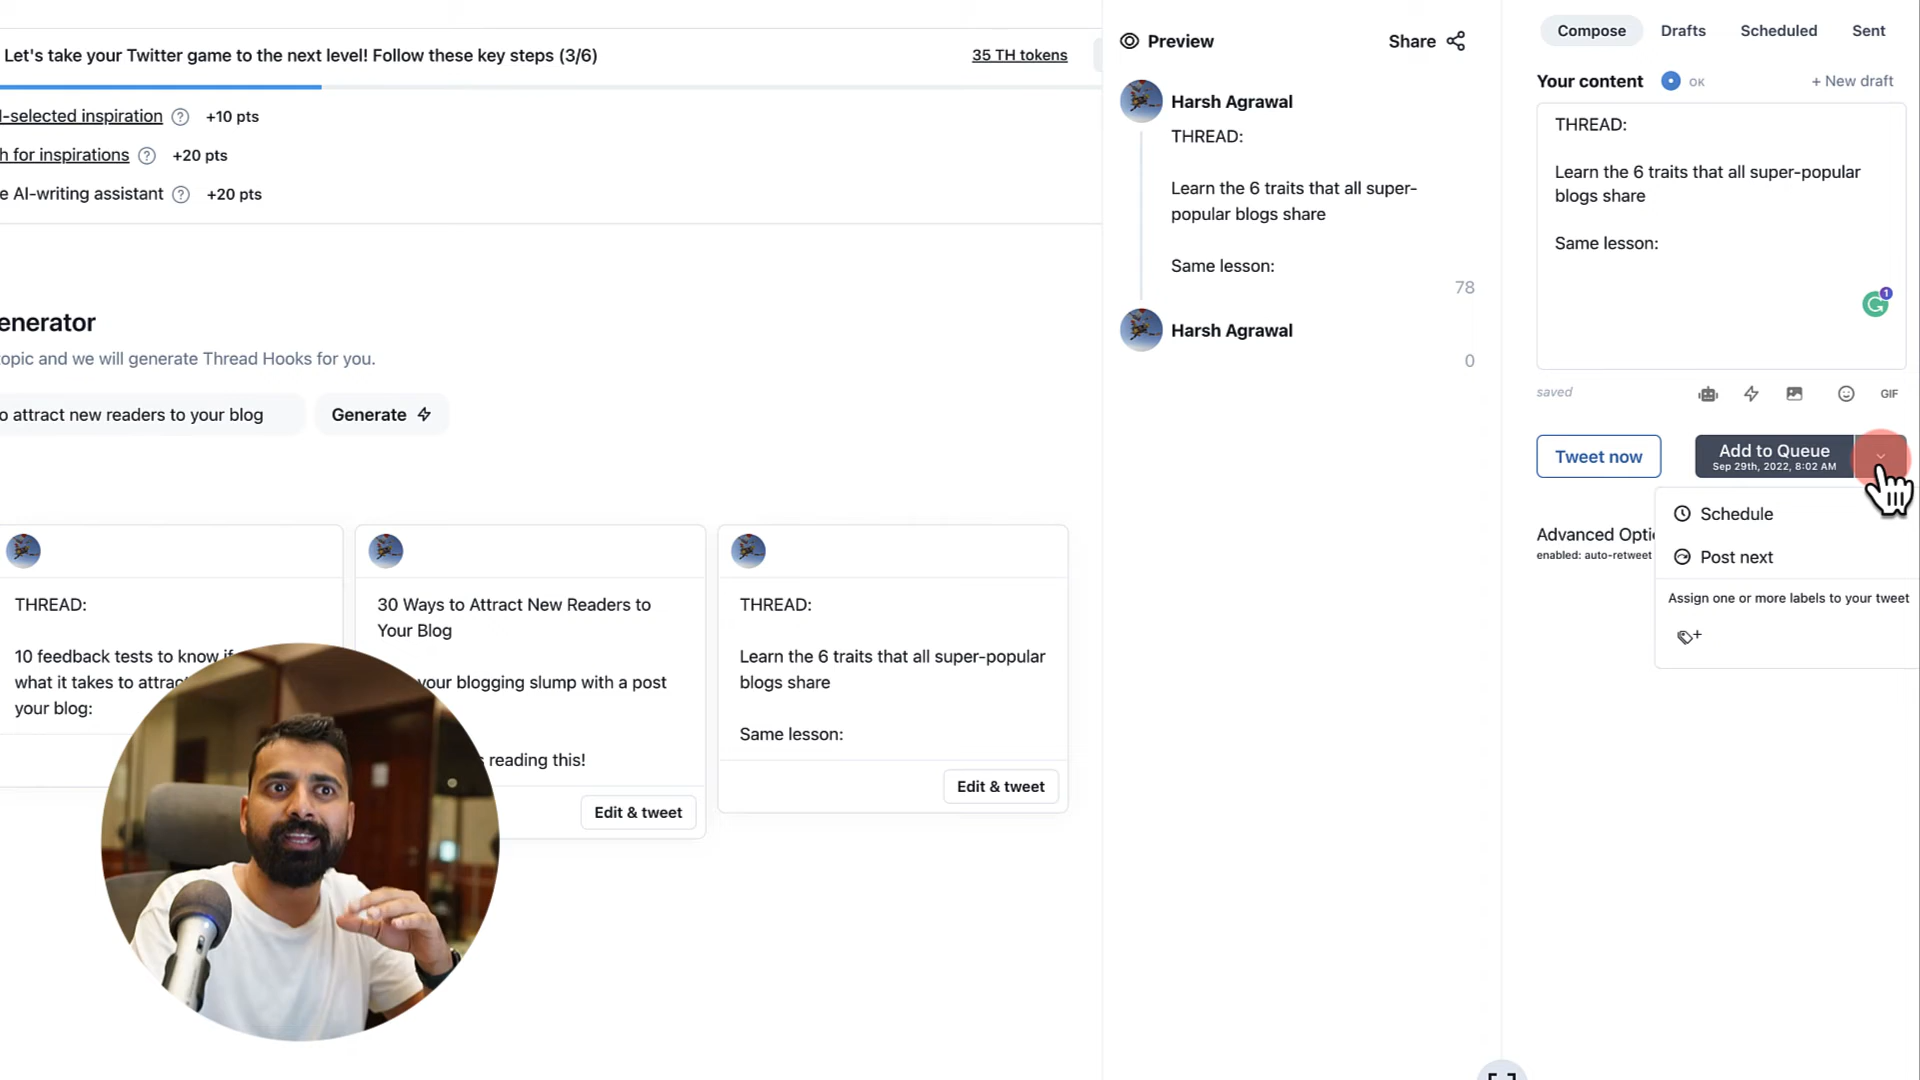 Let's take your Twitter game to the next level! Follow these key steps (3/6)
35 TH tokens
-selected inspiration ? +10 pts
h for inspirations ? +20 pts
e AI-writing assistant ? +20 pts
enerator
topic and we will generate Thread Hooks for you.
o attract new readers to your blog
Generate
THREAD:
10 feedback tests to know if
what it takes to attrac
your blog:
30 Ways to Attract New Readers to
Your Blog
your blogging slump with a post
s reading this!
Edit & tweet
THREAD:
Learn the 6 traits that all super-popular
blogs share
Same lesson:
Edit & tweet
Preview
Share
Harsh Agrawal
THREAD:
Learn the 6 traits that all super-
popular blogs share
Same lesson:
78
Harsh Agrawal
0
Compose
Drafts
Scheduled
Sent
Your content
OK
+ New draft
THREAD:
Learn the 6 traits that all super-popular
blogs share
Same lesson:
1
saved
GIF
Tweet now
Add to Queue
Sep 29th, 2022, 8:02 AM
Schedule
Post next
Advanced Opti
enabled: auto-retweet
Assign one or more labels to your tweet